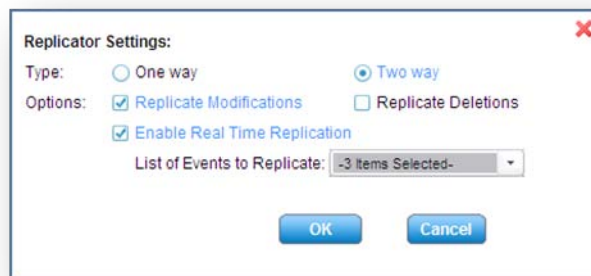 Replicator Settings:
Type: One way Two way
Options: Replicate Modifications Replicate Deletions
Enable Real Time Replication
List of Events to Replicate: -3 Items Selected-
OK Cancel